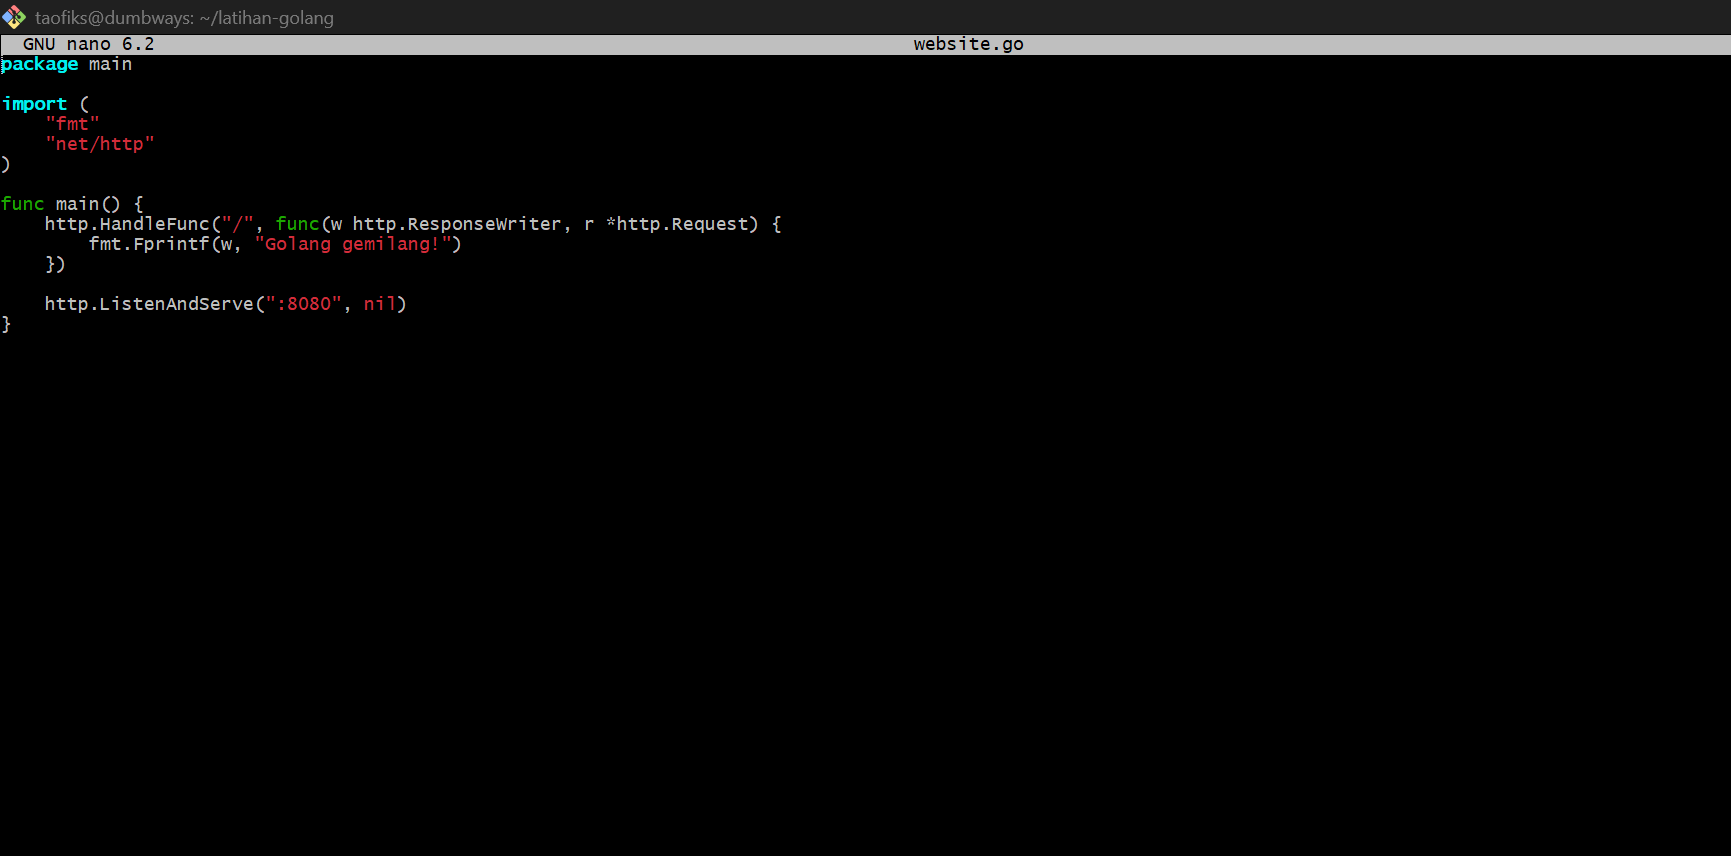 taofiks@dumbways: ~/latihan-golang
GNU nano 6.2 website.go
package main
import (
    "fmt"
    "net/http"
)
func main() {
    http.HandleFunc("/", func(w http.ResponseWriter, r *http.Request) {
        fmt.Fprintf(w, "Golang gemilang!")
    })
    http.ListenAndServe(":8080", nil)
}